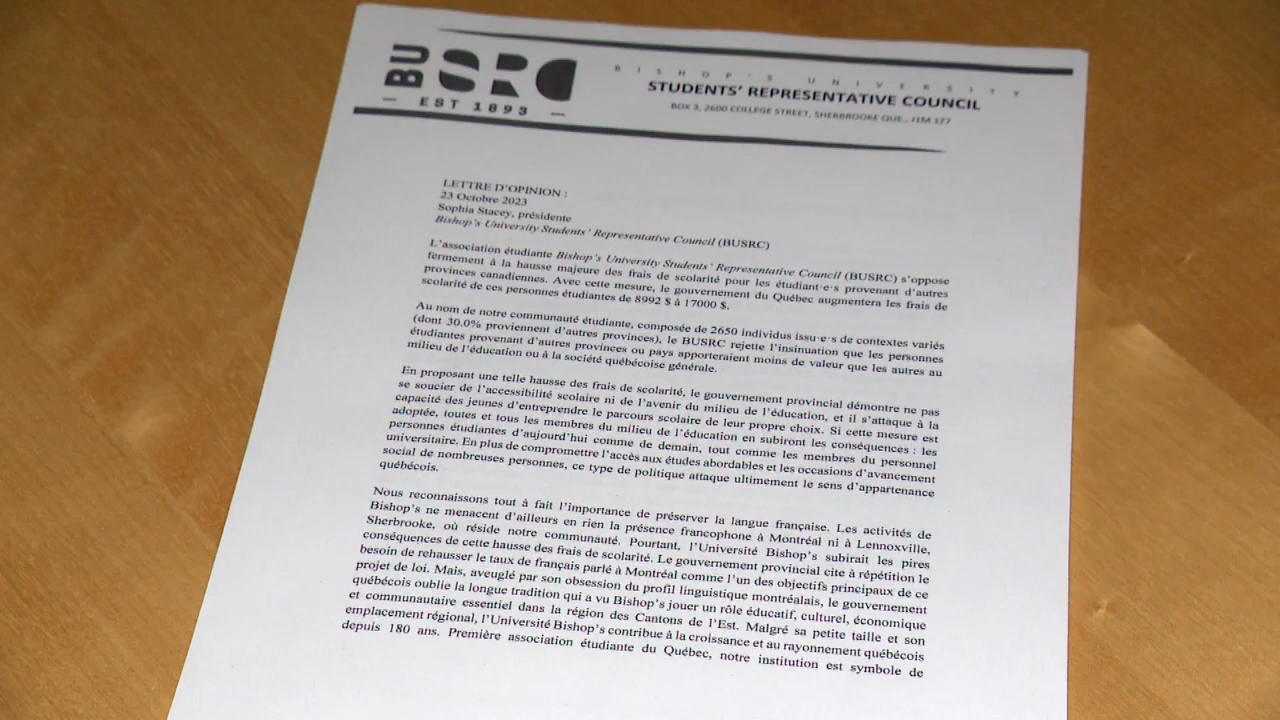 BU SRC
— EST 1893 —
BISHOP'S UNIVERSITY
STUDENTS' REPRESENTATIVE COUNCIL
BOX 3, 2600 COLLEGE STREET, SHERBROOKE QUE., J1M 1Z7
LETTRE D'OPINION :
23 Octobre 2023
Sophia Stacey, présidente
Bishop's University Students' Representative Council (BUSRC)
L'association étudiante Bishop's University Students' Representative Council (BUSRC) s'oppose
fermement à la hausse majeure des frais de scolarité pour les étudiant·e·s provenant d'autres
provinces canadiennes. Avec cette mesure, le gouvernement du Québec augmentera les frais de
scolarité de ces personnes étudiantes de 8992 $ à 17000 $.
Au nom de notre communauté étudiante, composée de 2650 individus issu·e·s de contextes variés
(dont 30.0% proviennent d'autres provinces), le BUSRC rejette l'insinuation que les personnes
étudiantes provenant d'autres provinces ou pays apporteraient moins de valeur que les autres au
milieu de l'éducation ou à la société québécoise générale.
En proposant une telle hausse des frais de scolarité, le gouvernement provincial démontre ne pas
se soucier de l'accessibilité scolaire ni de l'avenir du milieu de l'éducation, et il s'attaque à la
capacité des jeunes d'entreprendre le parcours scolaire de leur propre choix. Si cette mesure est
adoptée, toutes et tous les membres du milieu de l'éducation en subiront les conséquences : les
personnes étudiantes d'aujourd'hui comme de demain, tout comme les membres du personnel
universitaire. En plus de compromettre l'accès aux études abordables et les occasions d'avancement
social de nombreuses personnes, ce type de politique attaque ultimement le sens d'appartenance
québécois.
Nous reconnaissons tout à fait l'importance de préserver la langue française. Les activités de
Bishop's ne menacent d'ailleurs en rien la présence francophone à Montréal ni à Lennoxville,
Sherbrooke, où réside notre communauté. Pourtant, l'Université Bishop's subirait les pires
conséquences de cette hausse des frais de scolarité. Le gouvernement provincial cite à répétition le
besoin de rehausser le taux de français parlé à Montréal comme l'un des objectifs principaux de ce
projet de loi. Mais, aveuglé par son obsession du profil linguistique montréalais, le gouvernement
québécois oublie la longue tradition qui a vu Bishop's jouer un rôle éducatif, culturel, économique
et communautaire essentiel dans la région des Cantons de l'Est. Malgré sa petite taille et son
emplacement régional, l'Université Bishop's contribue à la croissance et au rayonnement québécois
depuis 180 ans. Première association étudiante du Québec, notre institution est symbole de